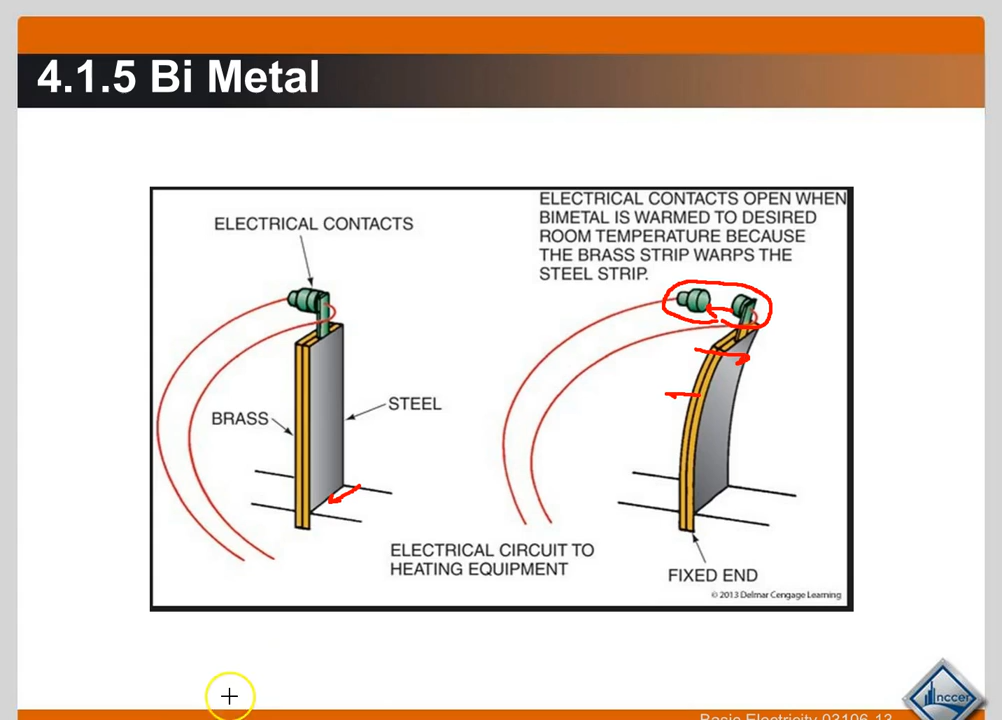 4.1.5 Bi Metal
ELECTRICAL CONTACTS
ELECTRICAL CONTACTS OPEN WHEN
BIMETAL IS WARMED TO DESIRED
ROOM TEMPERATURE BECAUSE
THE BRASS STRIP WARPS THE
STEEL STRIP.
BRASS
STEEL
ELECTRICAL CIRCUIT TO
HEATING EQUIPMENT
FIXED END
© 2013 Delmar Cengage Learning
nccer
Basic Electricity 03106-13